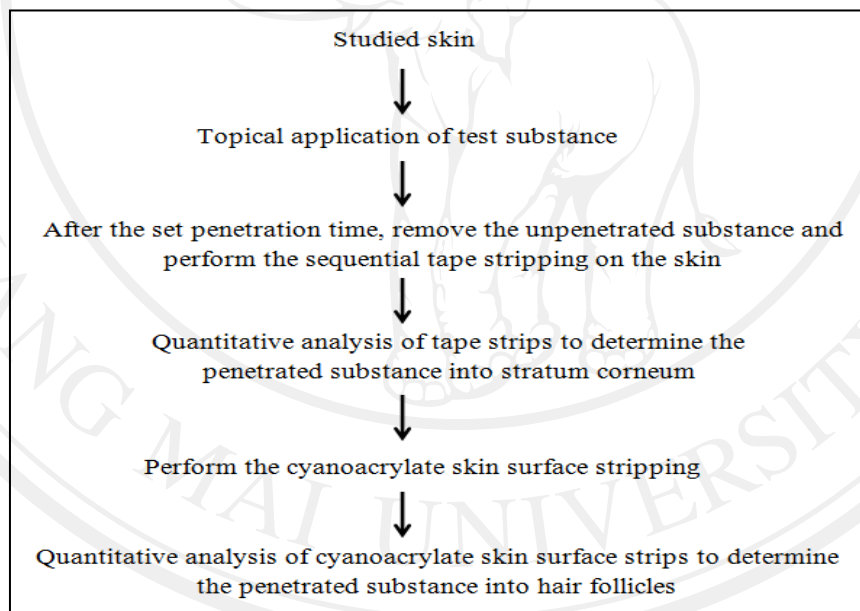 Studied skin
Topical application of test substance
After the set penetration time, remove the unpenetrated substance and
perform the sequential tape stripping on the skin
Quantitative analysis of tape strips to determine the
penetrated substance into stratum corneum
Perform the cyanoacrylate skin surface stripping
Quantitative analysis of cyanoacrylate skin surface strips to determine
the penetrated substance into hair follicles
ANG MAI UNIVERSITY